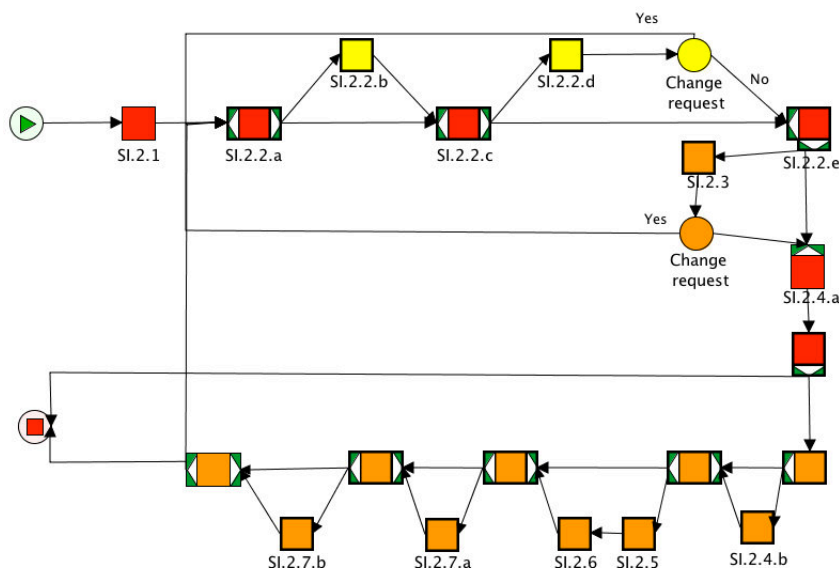 Yes
SI.2.2.b
SI.2.2.d
Change
request
No
SI.2.1
SI.2.2.a
SI.2.2.c
SI.2.2.e
SI.2.3
Yes
Change
request
SI.2.4.a
SI.2.7.b
SI.2.7.a
SI.2.6
SI.2.5
SI.2.4.b